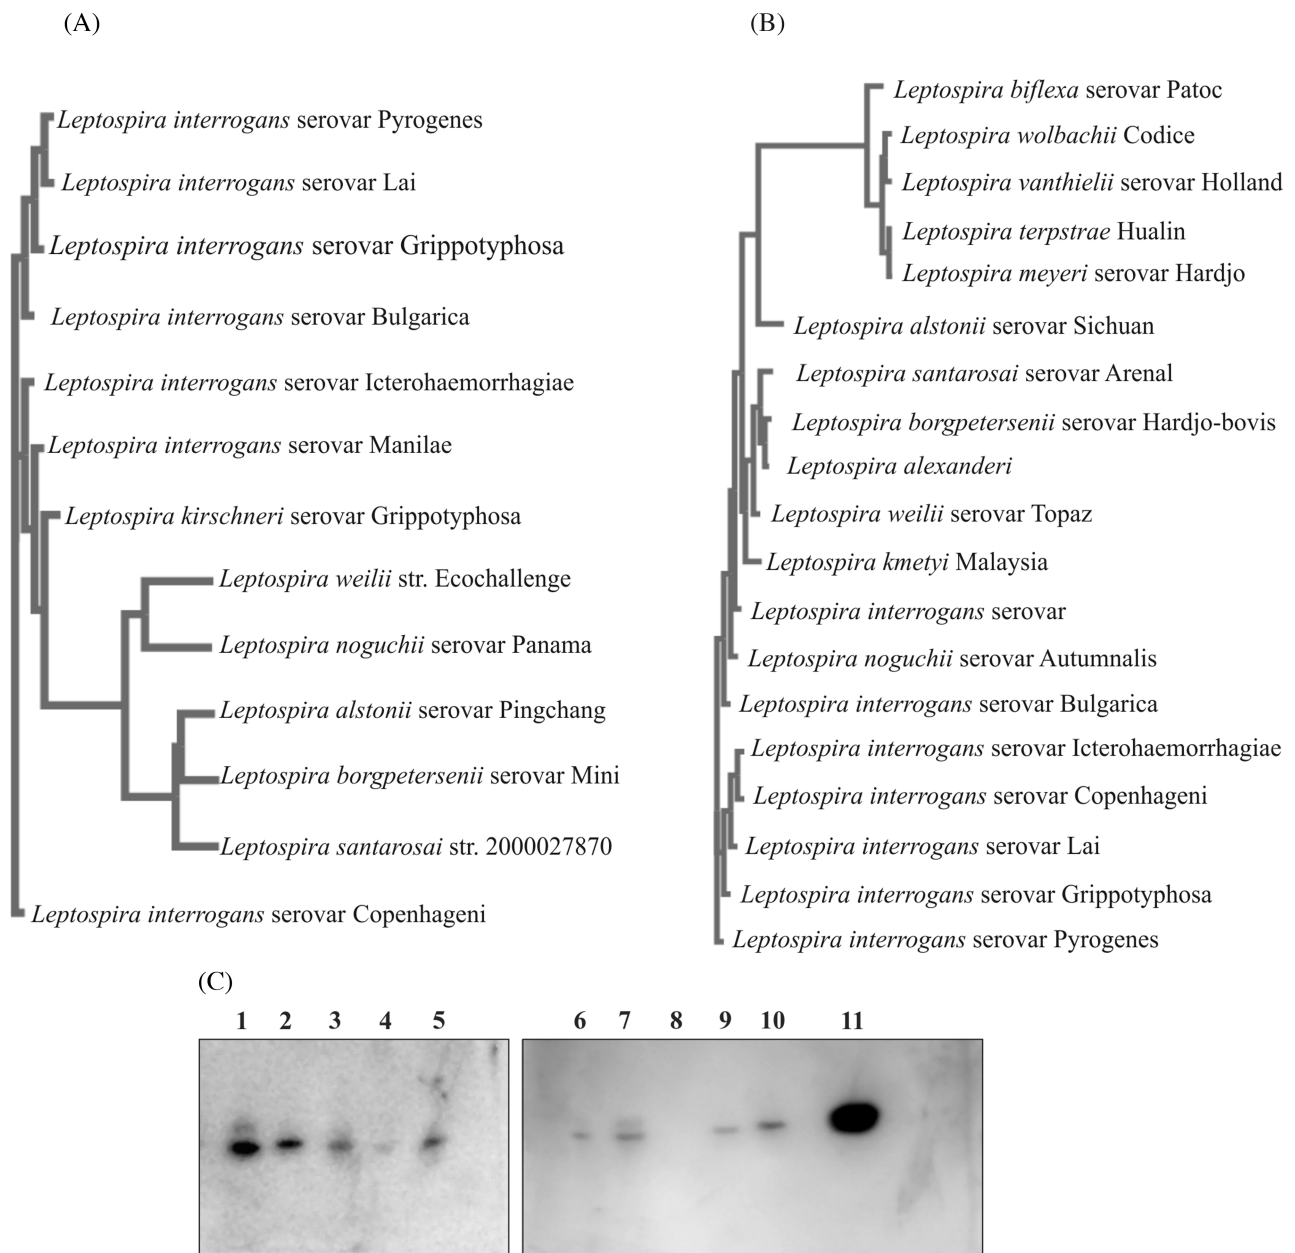 (A)
Leptospira interrogans serovar Pyrogenes
Leptospira interrogans serovar Lai
Leptospira interrogans serovar Grippotyphosa
Leptospira interrogans serovar Bulgarica
Leptospira interrogans serovar Icterohaemorrhagiae
Leptospira interrogans serovar Manilae
Leptospira kirschneri serovar Grippotyphosa
Leptospira weilii str. Ecochallenge
Leptospira noguchii serovar Panama
Leptospira alstonii serovar Pingchang
Leptospira borgpetersenii serovar Mini
Leptospira santarosai str. 2000027870
Leptospira interrogans serovar Copenhageni
(B)
Leptospira biflexa serovar Patoc
Leptospira wolbachii Codice
Leptospira vanthielii serovar Holland
Leptospira terpstrae Hualin
Leptospira meyeri serovar Hardjo
Leptospira alstonii serovar Sichuan
Leptospira santarosai serovar Arenal
Leptospira borgpetersenii serovar Hardjo-bovis
Leptospira alexanderi
Leptospira weilii serovar Topaz
Leptospira kmetyi Malaysia
Leptospira interrogans serovar
Leptospira noguchii serovar Autumnalis
Leptospira interrogans serovar Bulgarica
Leptospira interrogans serovar Icterohaemorrhagiae
Leptospira interrogans serovar Copenhageni
Leptospira interrogans serovar Lai
Leptospira interrogans serovar Grippotyphosa
Leptospira interrogans serovar Pyrogenes
(C)
1 2 3 4 5 6 7 8 9 10 11